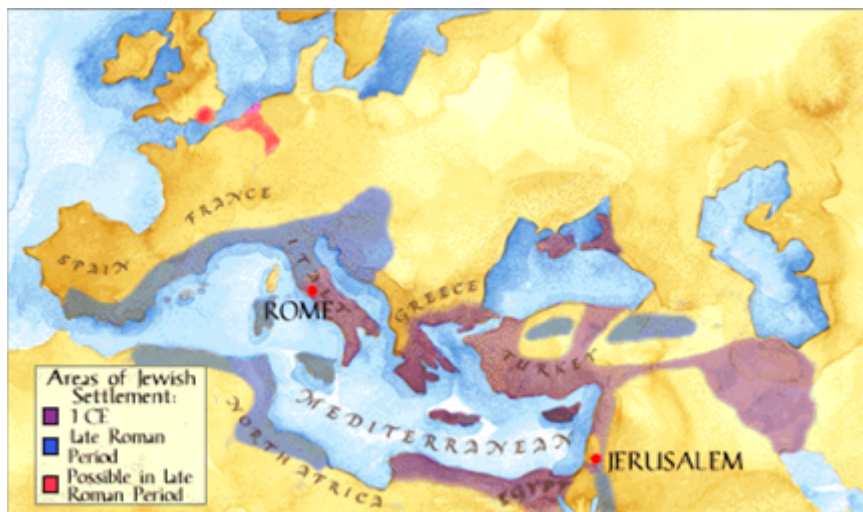 FRANCE
SPAIN
ITALY
ROME
GREECE
TURKEY
MEDITERRANEAN
NORTH AFRICA
EGYPT
JERUSALEM
Areas of Jewish
Settlement:
1 CE
Late Roman
Period
Possible in late
Roman Period